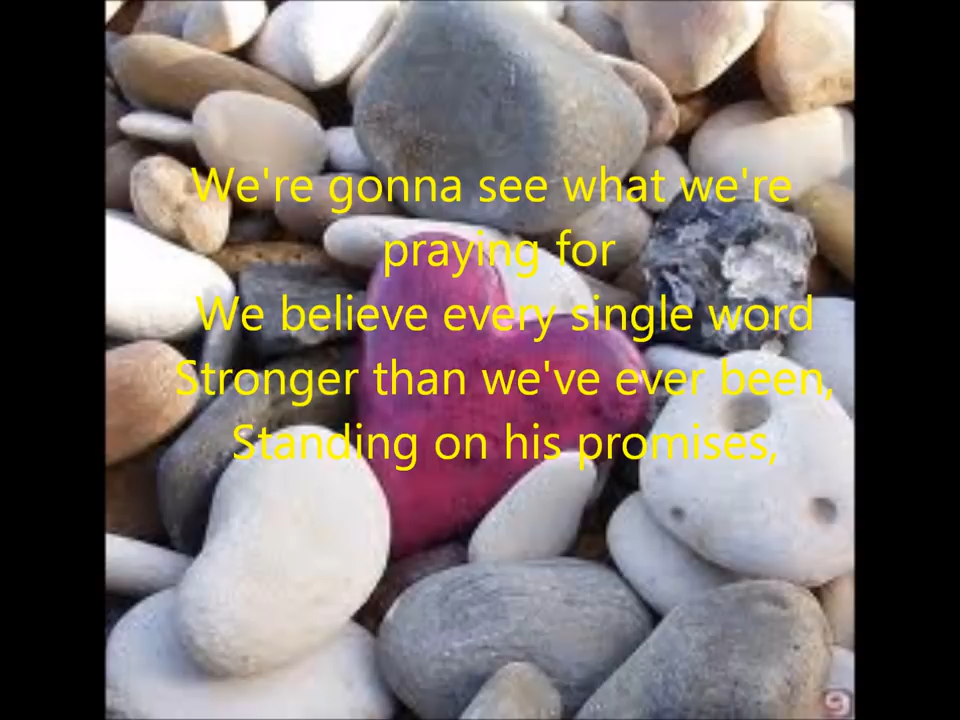 We're gonna see what we're
praying for
We believe every single word
Stronger than we've ever been,
Standing on his promises,